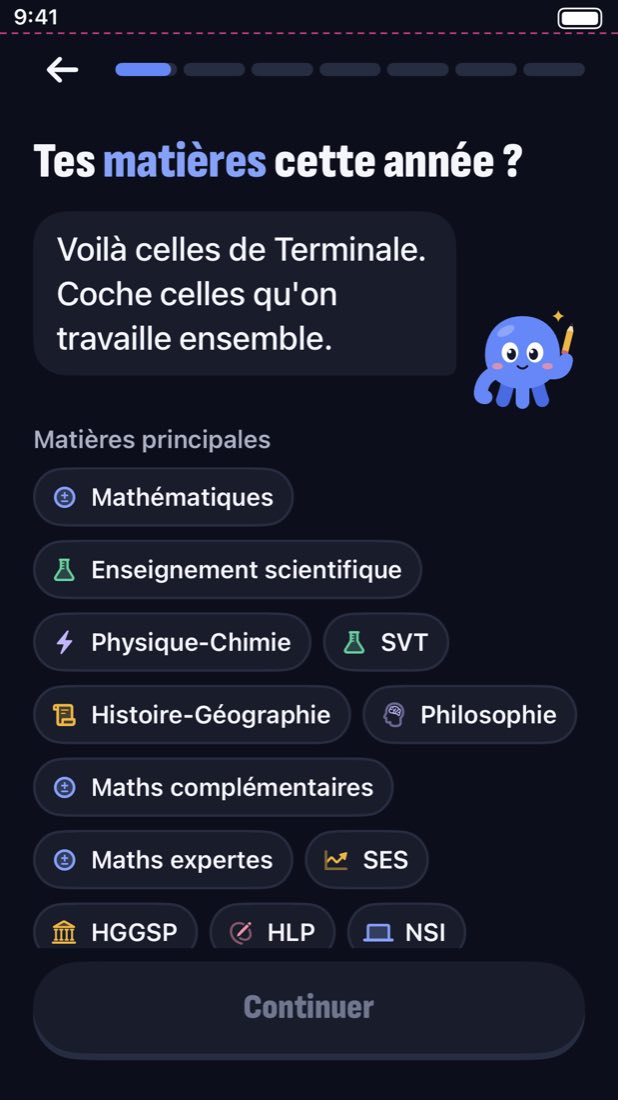 9:41
Tes matières cette année ?
Voilà celles de Terminale.
Coche celles qu'on
travaille ensemble.
Matières principales
Mathématiques
Enseignement scientifique
Physique-Chimie
SVT
Histoire-Géographie
Philosophie
Maths complémentaires
Maths expertes
SES
HGGSP
HLP
NSI
Continuer